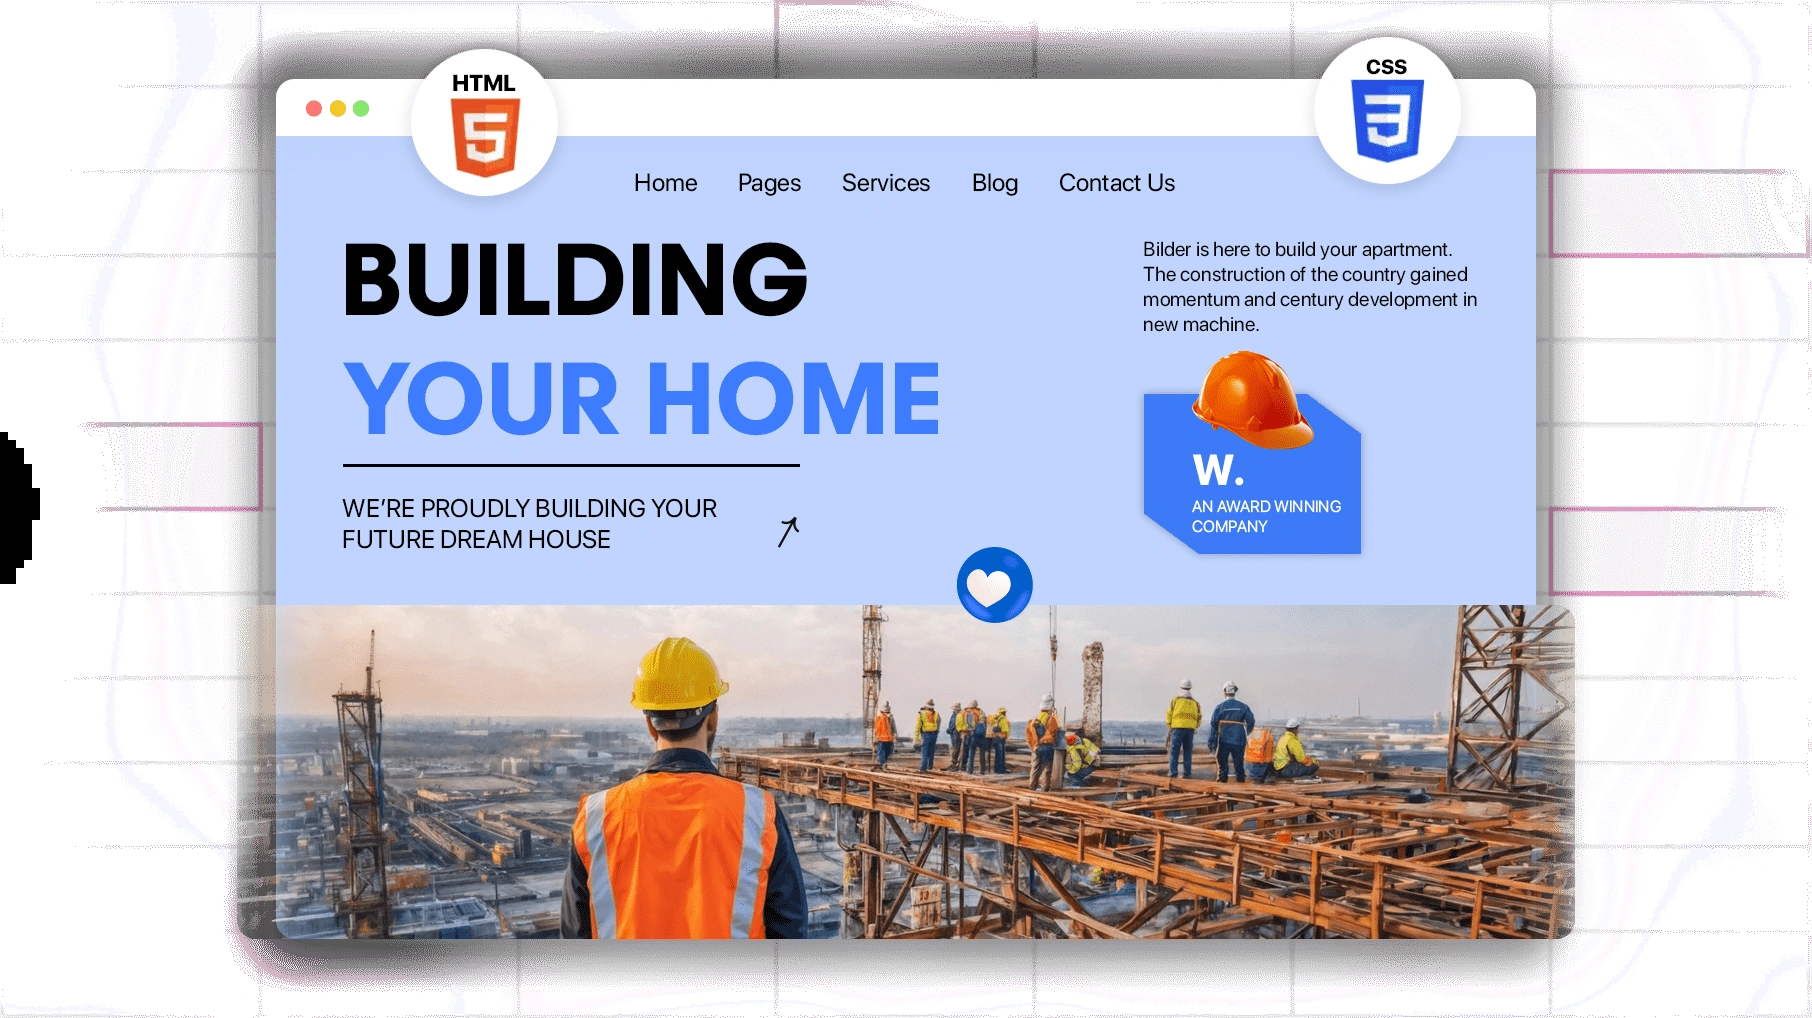 HTML
5
CSS
3
Home Pages Services Blog Contact Us
BUILDING
YOUR HOME
WE’RE PROUDLY BUILDING YOUR
FUTURE DREAM HOUSE
Bilder is here to build your apartment.
The construction of the country gained
momentum and century development in
new machine.
W.
AN AWARD WINNING
COMPANY